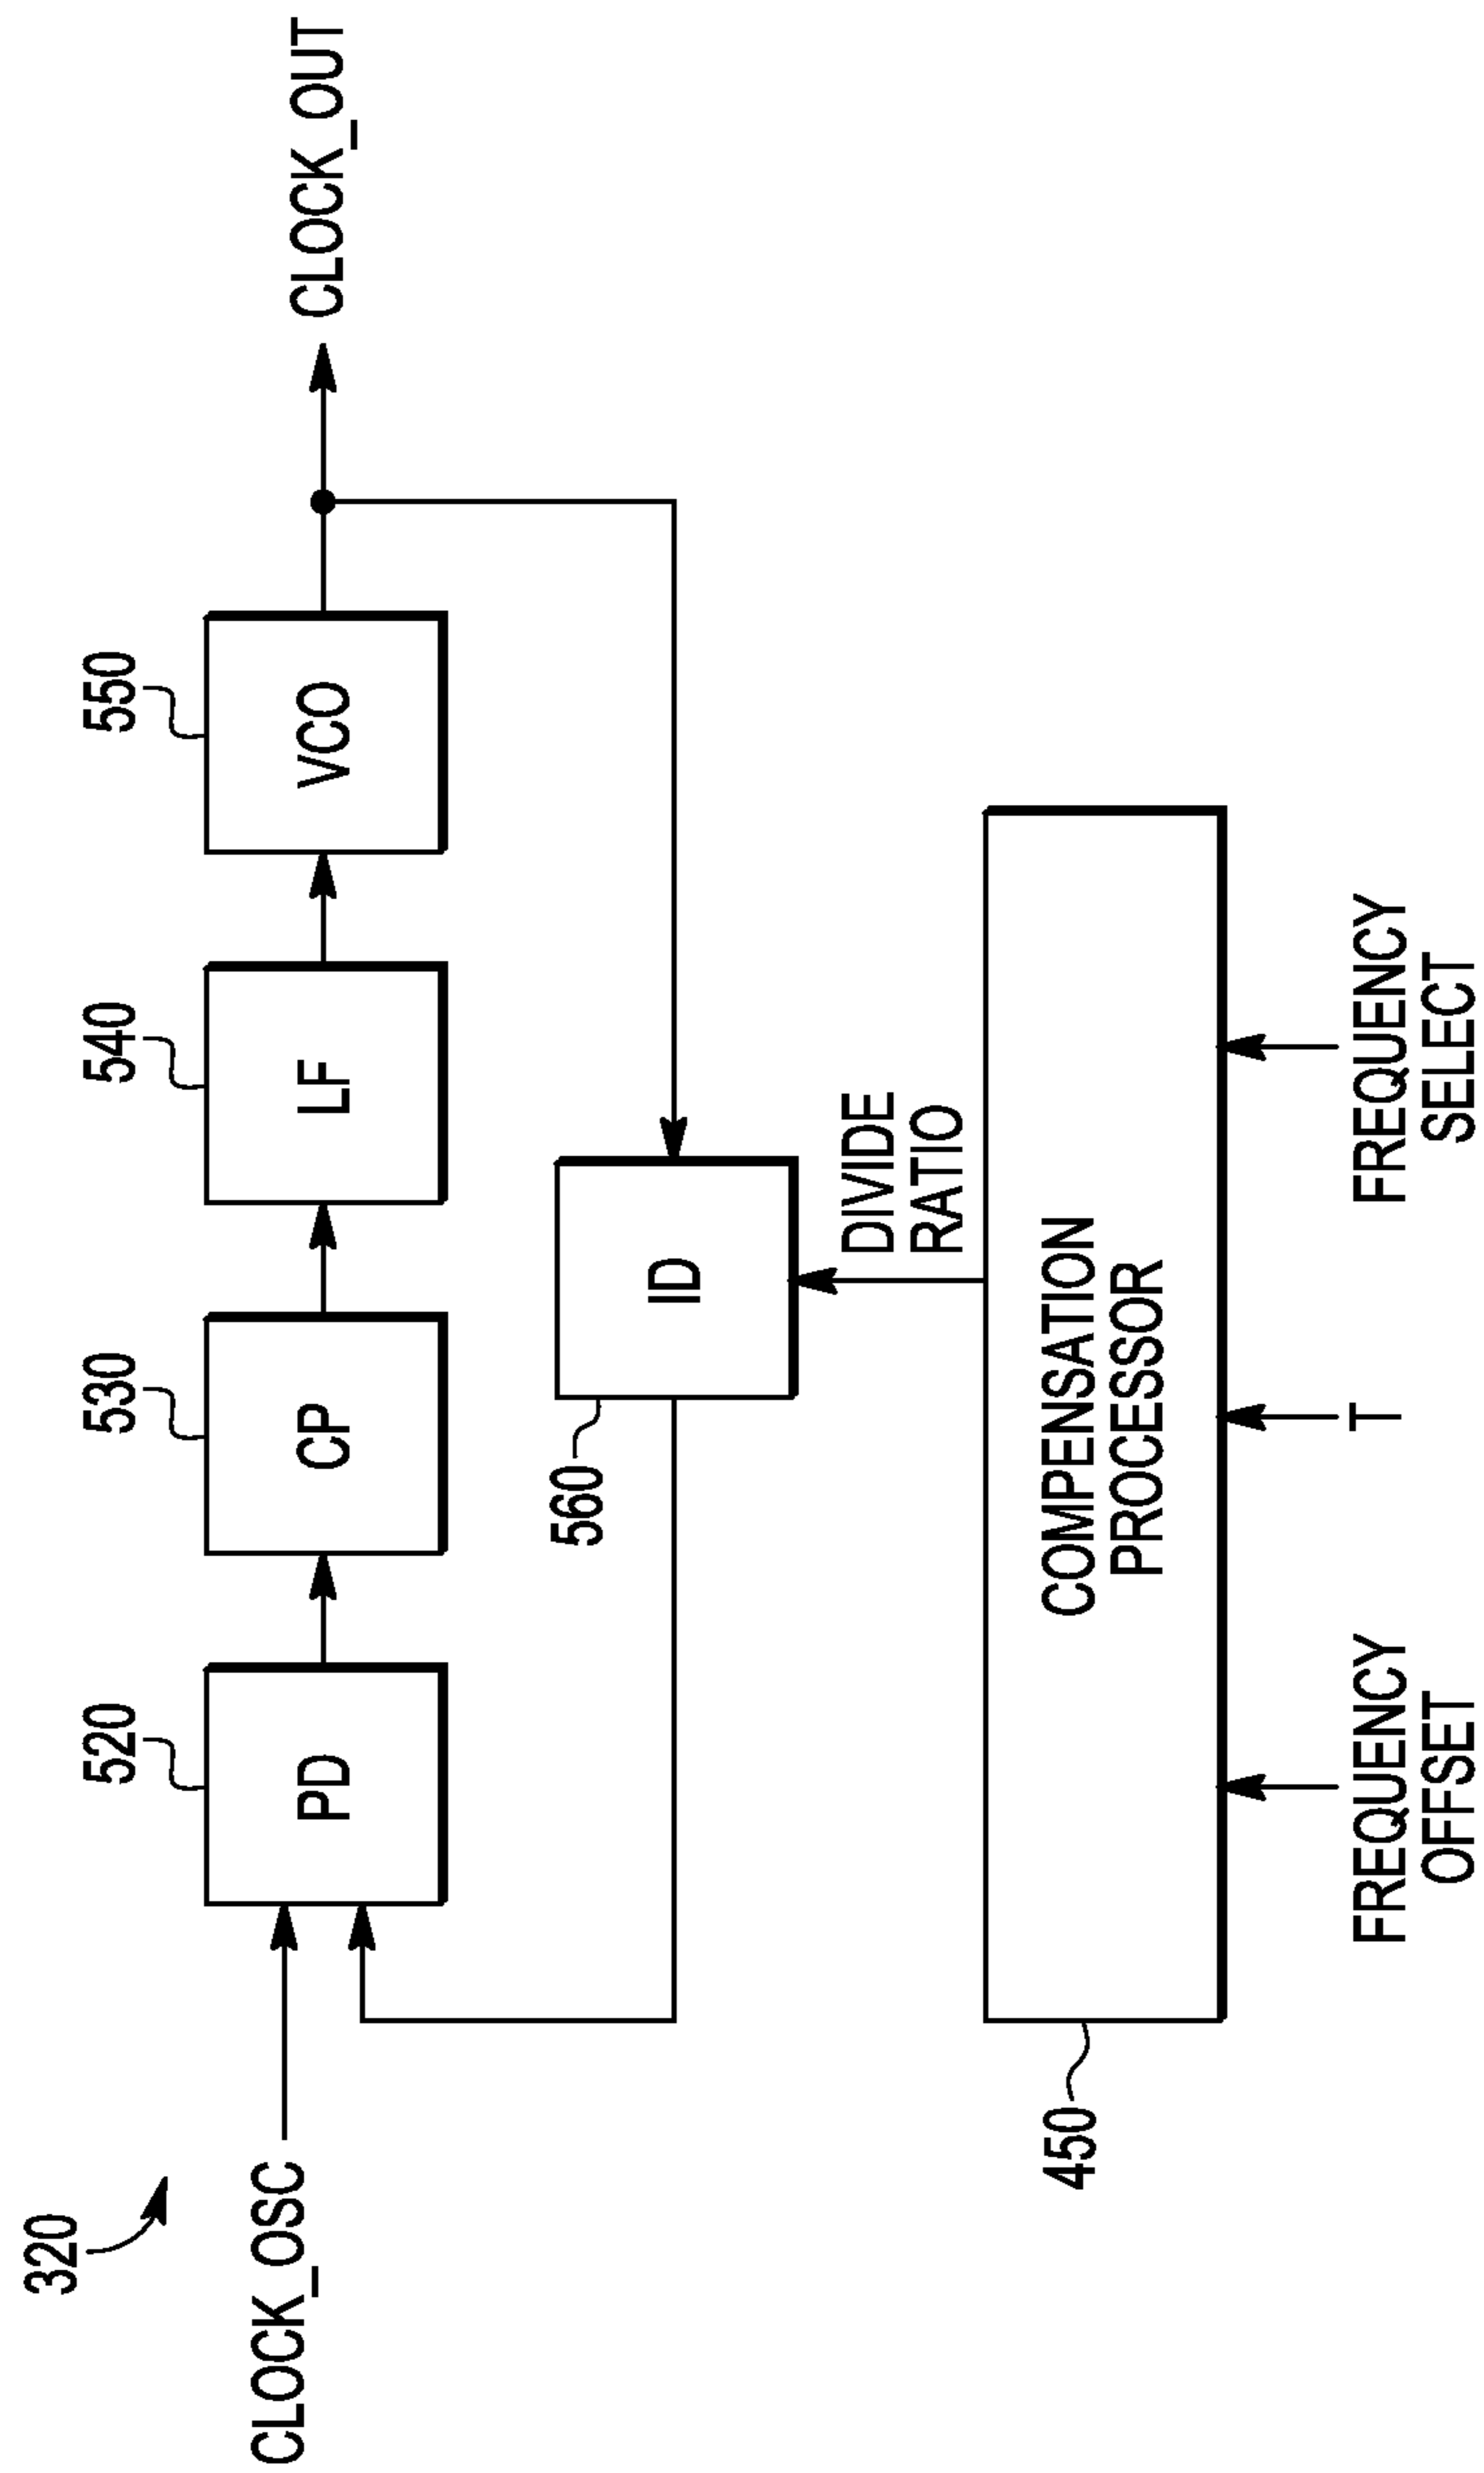 320
CLOCK_OSC
520
PD
530
CP
540
LF
550
VCO
CLOCK_OUT
560
ID
DIVIDE
RATIO
450
COMPENSATION
PROCESSOR
FREQUENCY
OFFSET
T
FREQUENCY
SELECT